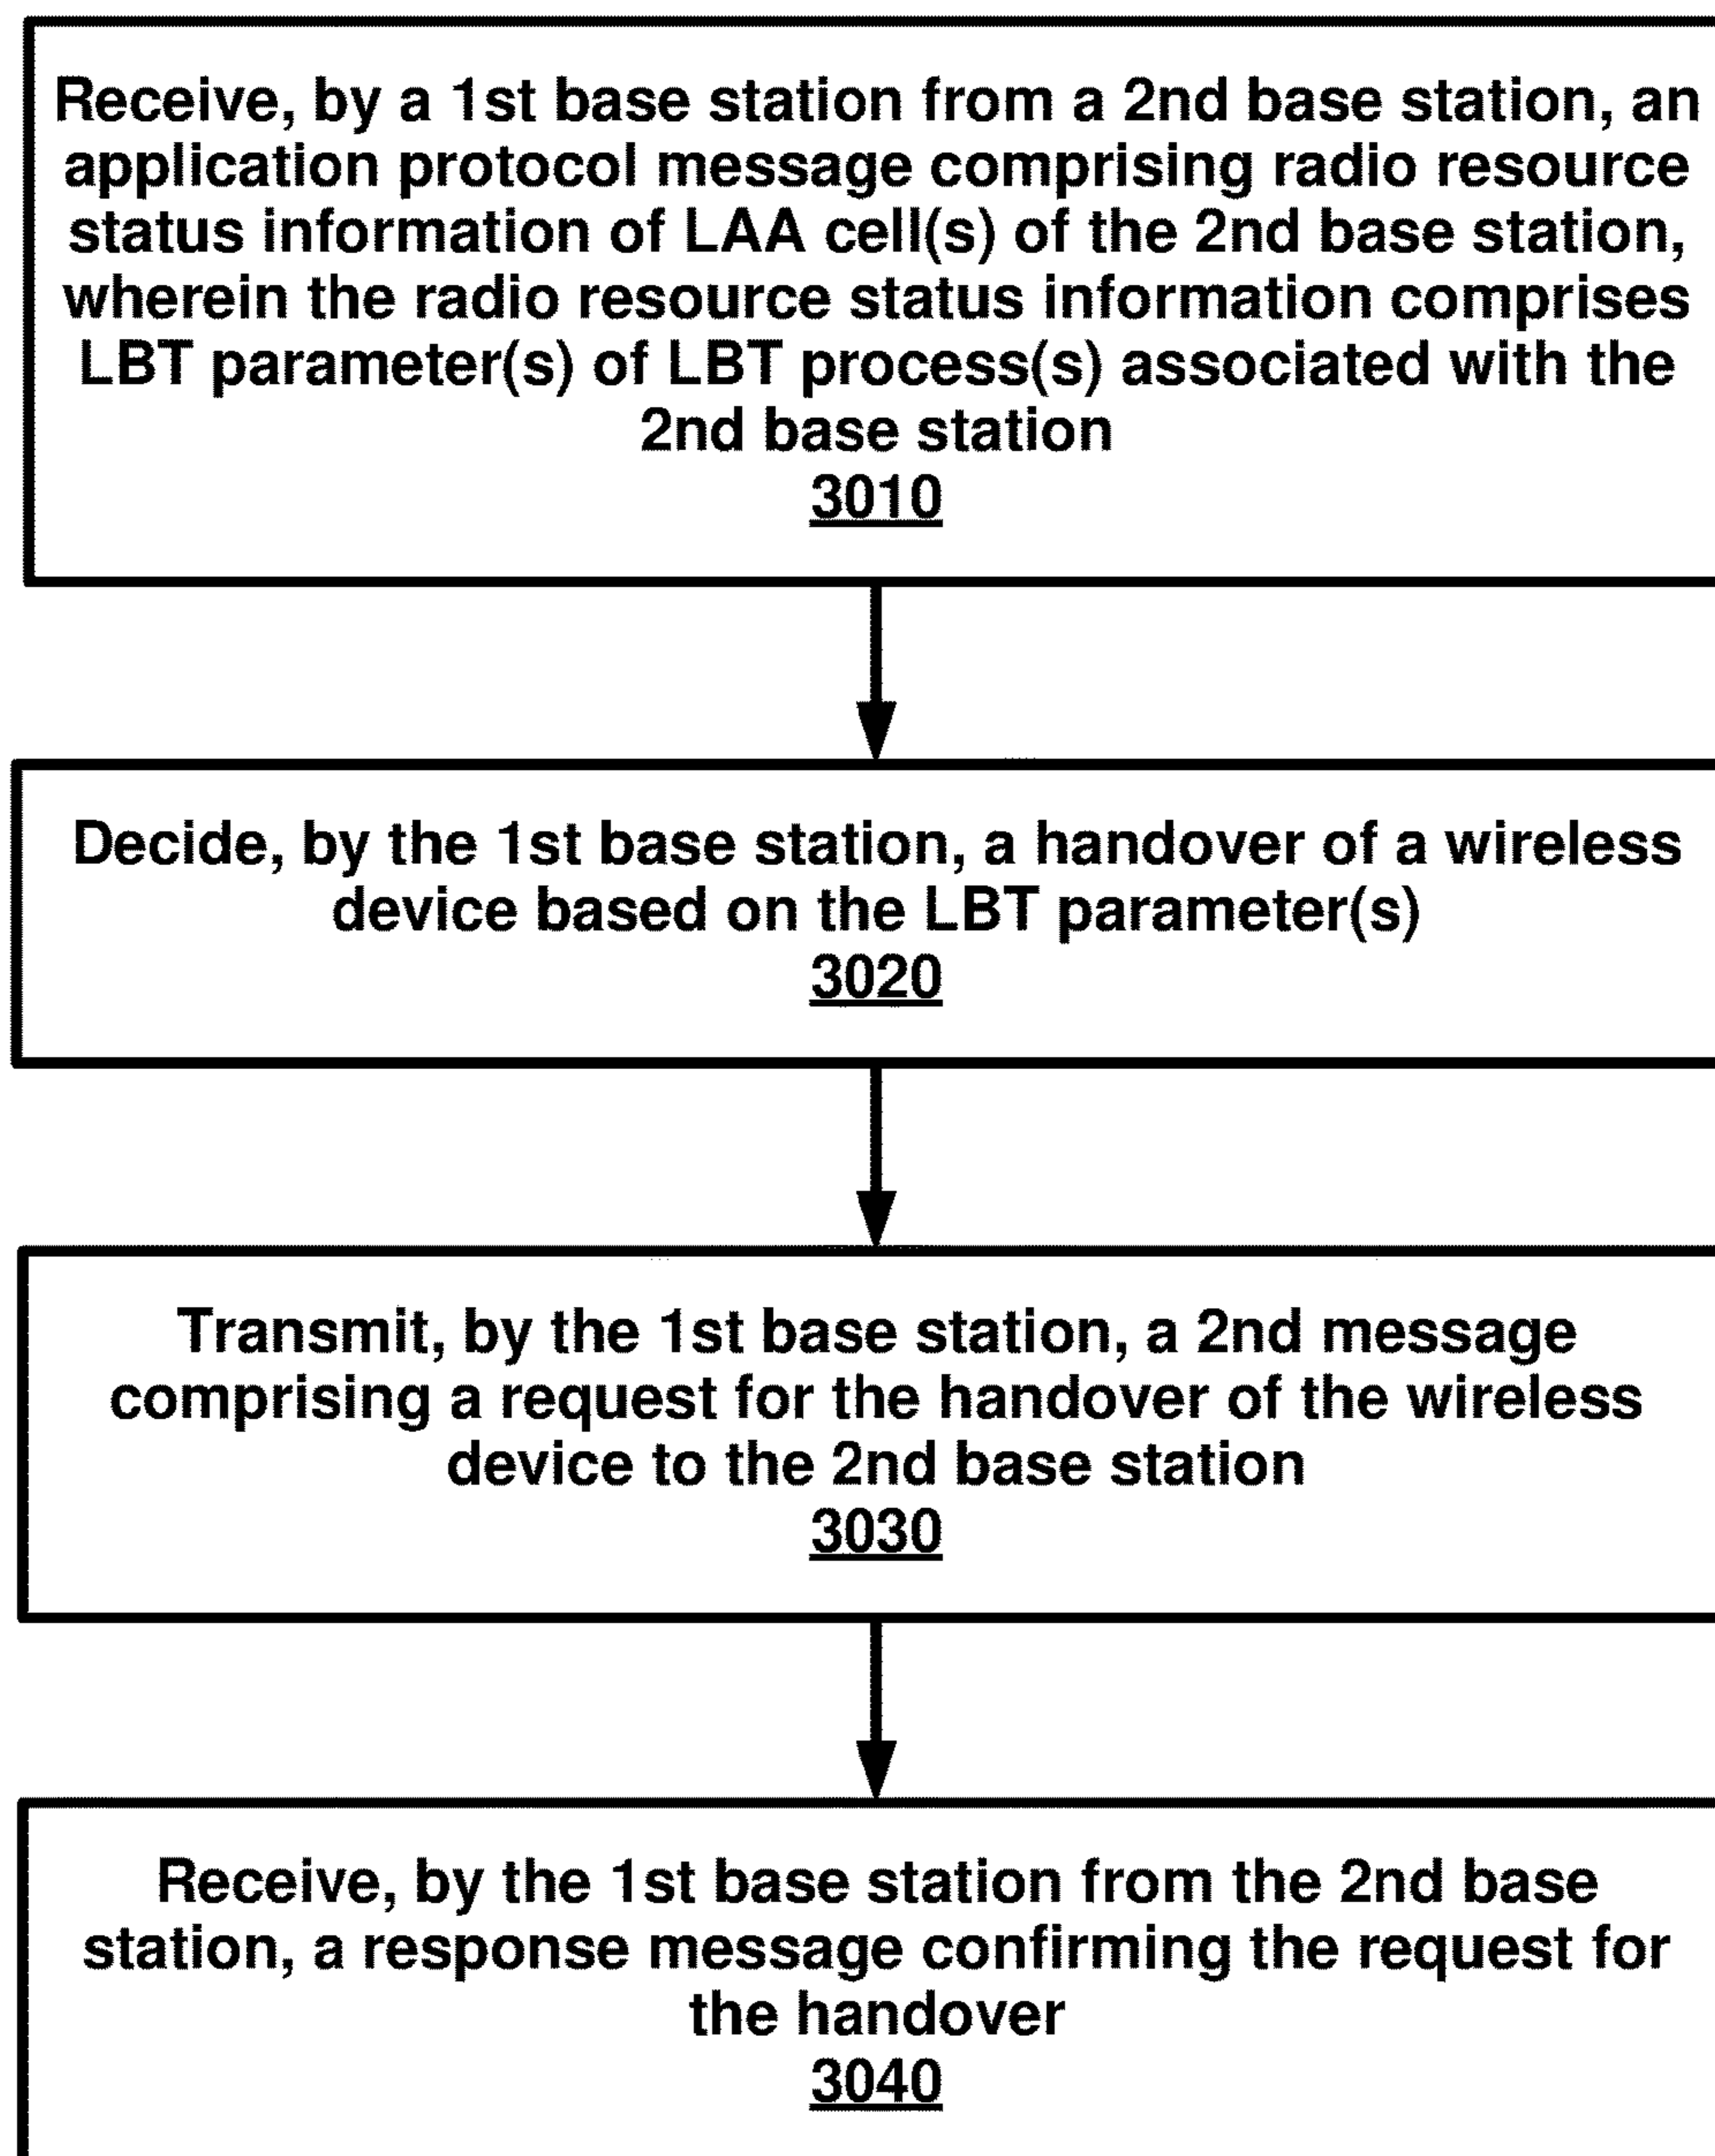 Receive, by a 1st base station from a 2nd base station, an
application protocol message comprising radio resource
status information of LAA cell(s) of the 2nd base station,
wherein the radio resource status information comprises
LBT parameter(s) of LBT process(s) associated with the
2nd base station
3010
Decide, by the 1st base station, a handover of a wireless
device based on the LBT parameter(s)
3020
Transmit, by the 1st base station, a 2nd message
comprising a request for the handover of the wireless
device to the 2nd base station
3030
Receive, by the 1st base station from the 2nd base
station, a response message confirming the request for
the handover
3040